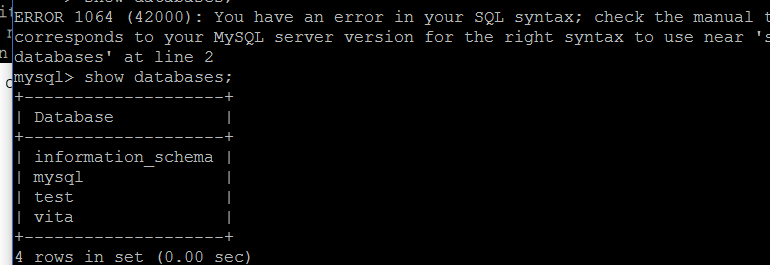 show databases;
ERROR 1064 (42000): You have an error in your SQL syntax; check the manual t
corresponds to your MySQL server version for the right syntax to use near 's
databases' at line 2
mysql> show databases;
+--------------------+
| Database           |
+--------------------+
| information_schema |
| mysql              |
| test               |
| vita               |
+--------------------+
4 rows in set (0.00 sec)